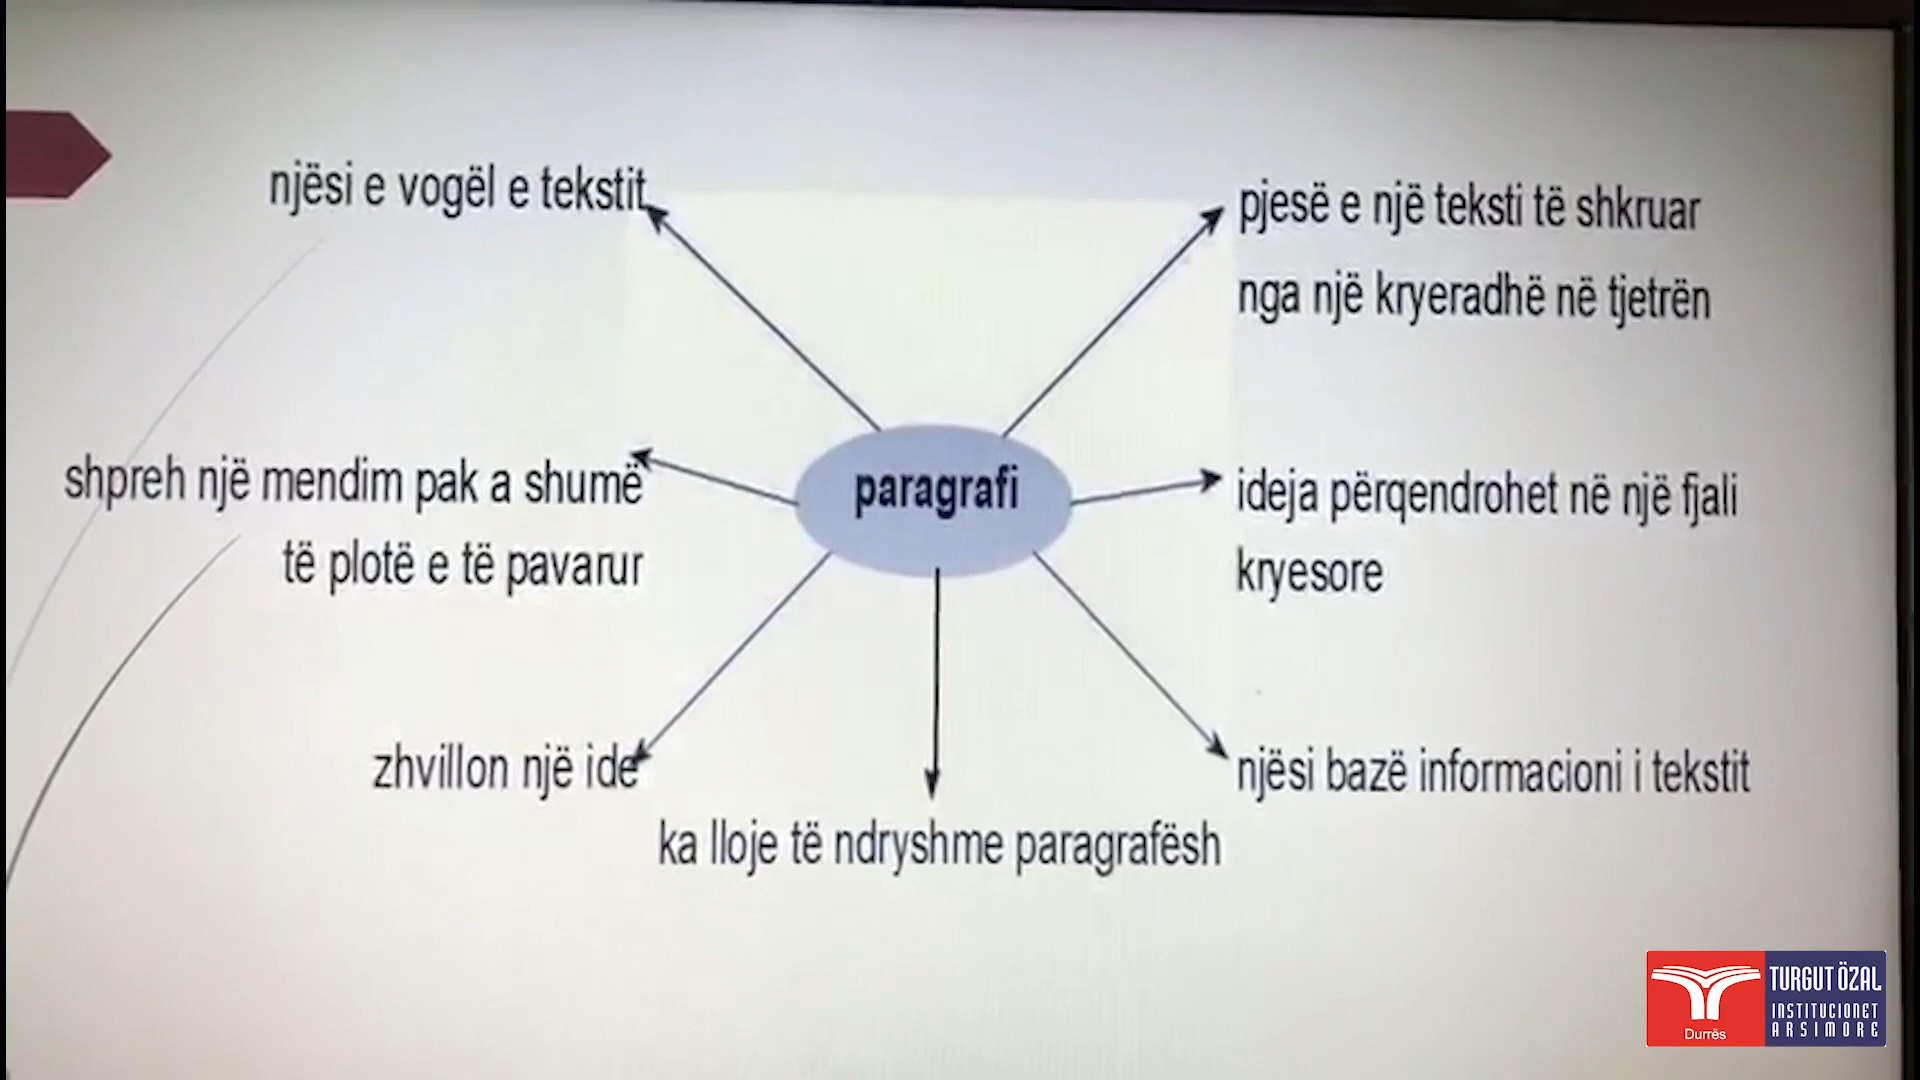 njësi e vogël e tekstit
pjesë e një teksti të shkruar
nga një kryeradhë në tjetrën
shpreh një mendim pak a shumë
të plotë e të pavarur
paragrafi
ideja përqendrohet në një fjali
kryesore
zhvillon një ide
njësi bazë informacioni i tekstit
ka lloje të ndryshme paragrafësh
TURGUT ÖZAL
INSTITUCIONET
ARSIMORE
Durrës